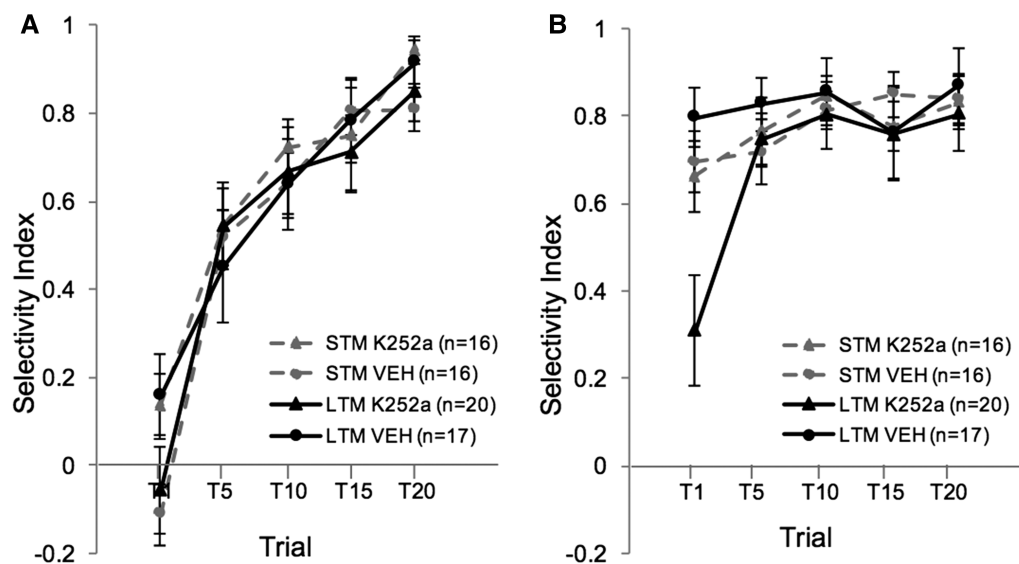 A
1
0.8
0.6
0.4
0.2
0
-0.2
Selectivity Index
T1 T5 T10 T15 T20
Trial
STM K252a (n=16)
STM VEH (n=16)
LTM K252a (n=20)
LTM VEH (n=17)
B
1
0.8
0.6
0.4
0.2
0
-0.2
Selectivity Index
T1 T5 T10 T15 T20
Trial
STM K252a (n=16)
STM VEH (n=16)
LTM K252a (n=20)
LTM VEH (n=17)